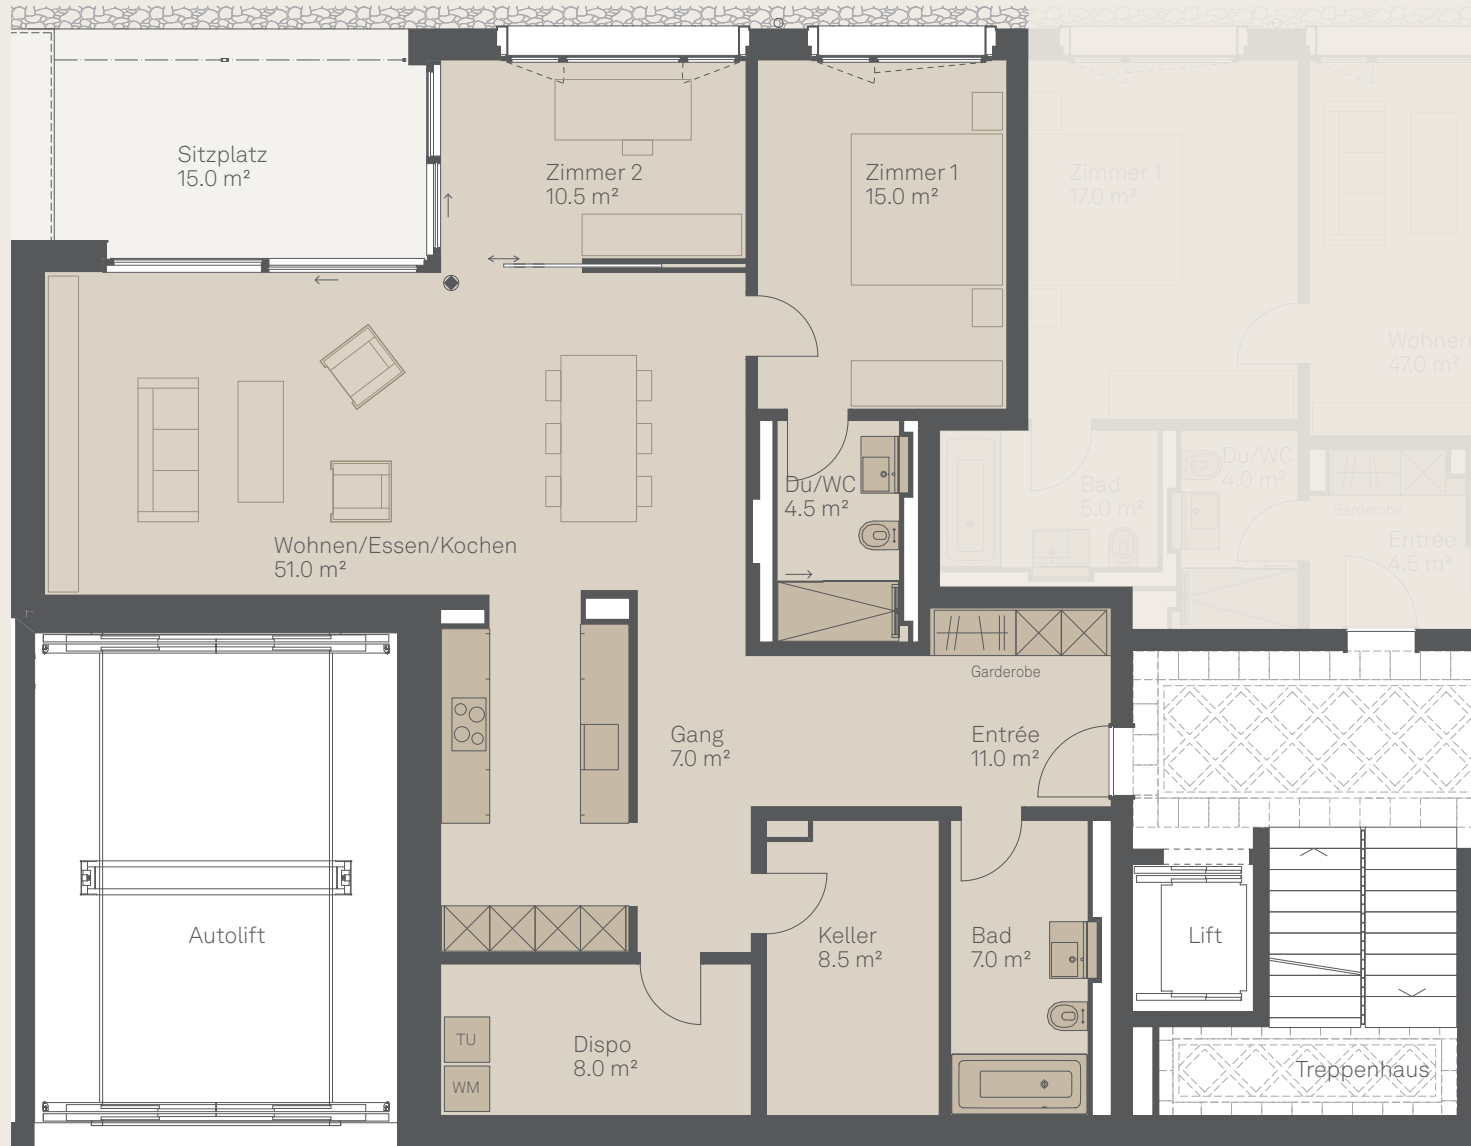 Sitzplatz
15.0 m²
Zimmer 2
10.5 m²
Zimmer 1
15.0 m²
Zimmer 1
17.0 m²
Wohnen
47.0 m²
Du/WC
4.5 m²
Bad
5.0 m²
Du/WC
4.0 m²
Garderobe
Entrée
4.5 m²
Wohnen/Essen/Kochen
51.0 m²
Garderobe
Gang
7.0 m²
Entrée
11.0 m²
Autolift
Keller
8.5 m²
Bad
7.0 m²
Lift
TU
WM
Dispo
8.0 m²
Treppenhaus